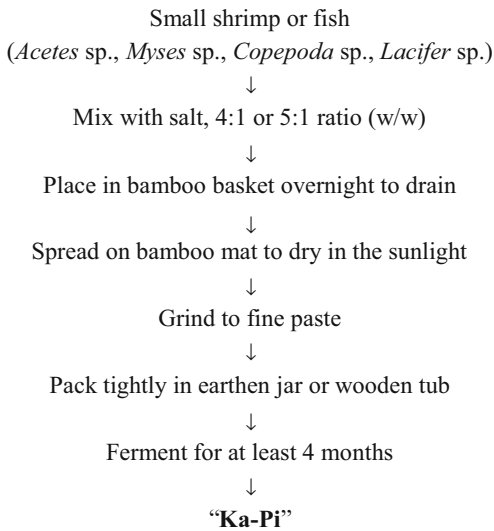 Small shrimp or fish
(Acetes sp., Myses sp., Copepoda sp., Lacifer sp.)
↓
Mix with salt, 4:1 or 5:1 ratio (w/w)
↓
Place in bamboo basket overnight to drain
↓
Spread on bamboo mat to dry in the sunlight
↓
Grind to fine paste
↓
Pack tightly in earthen jar or wooden tub
↓
Ferment for at least 4 months
↓
“Ka-Pi”